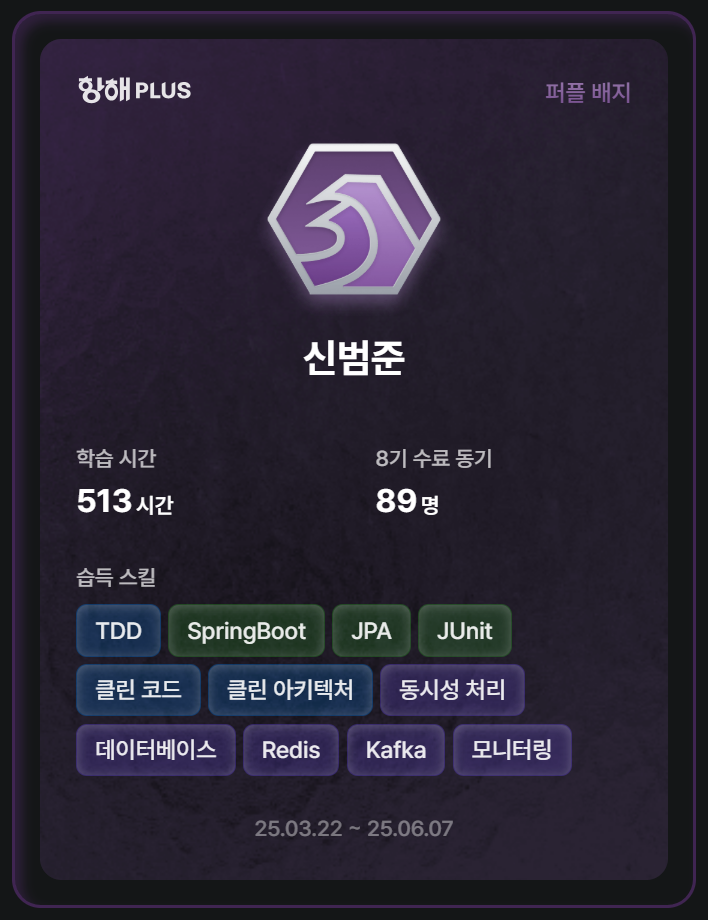 항해 PLUS 퍼플 배지
신범준
학습 시간 8기 수료 동기
513 시간 89 명
습득 스킬
TDD SpringBoot JPA JUnit
클린 코드 클린 아키텍처 동시성 처리
데이터베이스 Redis Kafka 모니터링
25.03.22 ~ 25.06.07